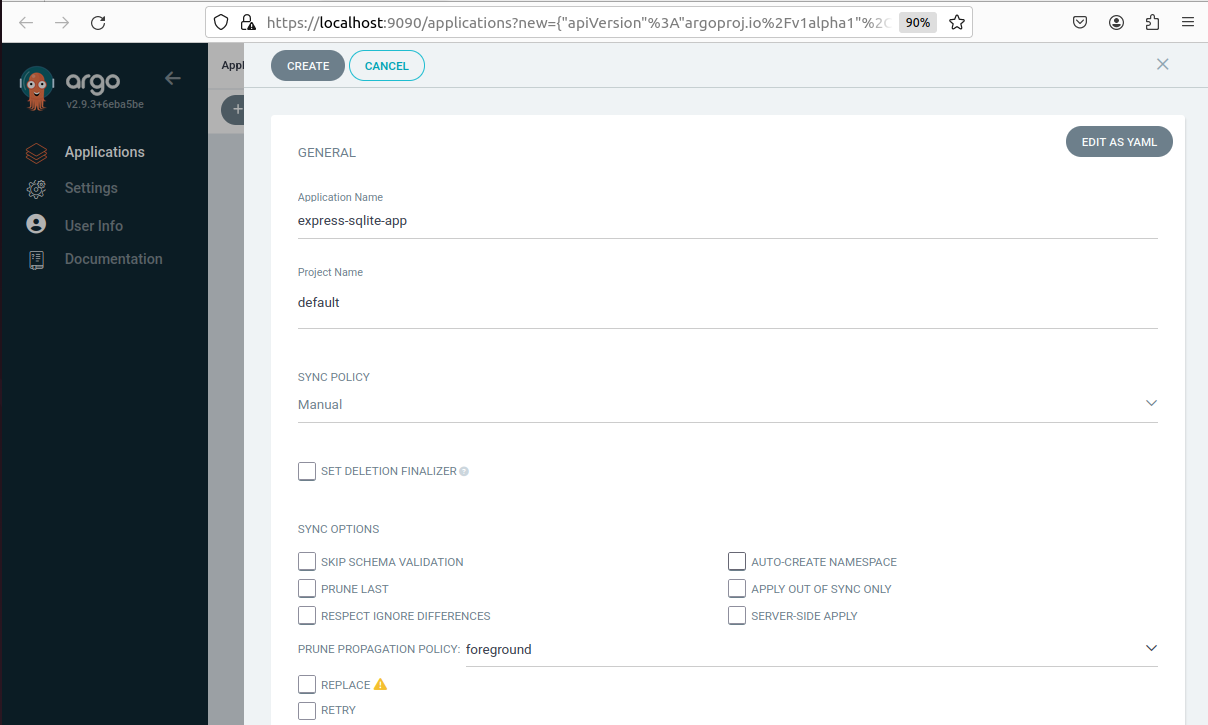 https://localhost:9090/applications?new={"apiVersion"%3A"argoproj.io%2Fv1alpha1"%2C
90%
argo
v2.9.3+6eba5be
Applications
Settings
User Info
Documentation
Appl
+
CREATE
CANCEL
GENERAL
EDIT AS YAML
Application Name
express-sqlite-app
Project Name
default
SYNC POLICY
Manual
SET DELETION FINALIZER ?
SYNC OPTIONS
SKIP SCHEMA VALIDATION
AUTO-CREATE NAMESPACE
PRUNE LAST
APPLY OUT OF SYNC ONLY
RESPECT IGNORE DIFFERENCES
SERVER-SIDE APPLY
PRUNE PROPAGATION POLICY: foreground
REPLACE
RETRY